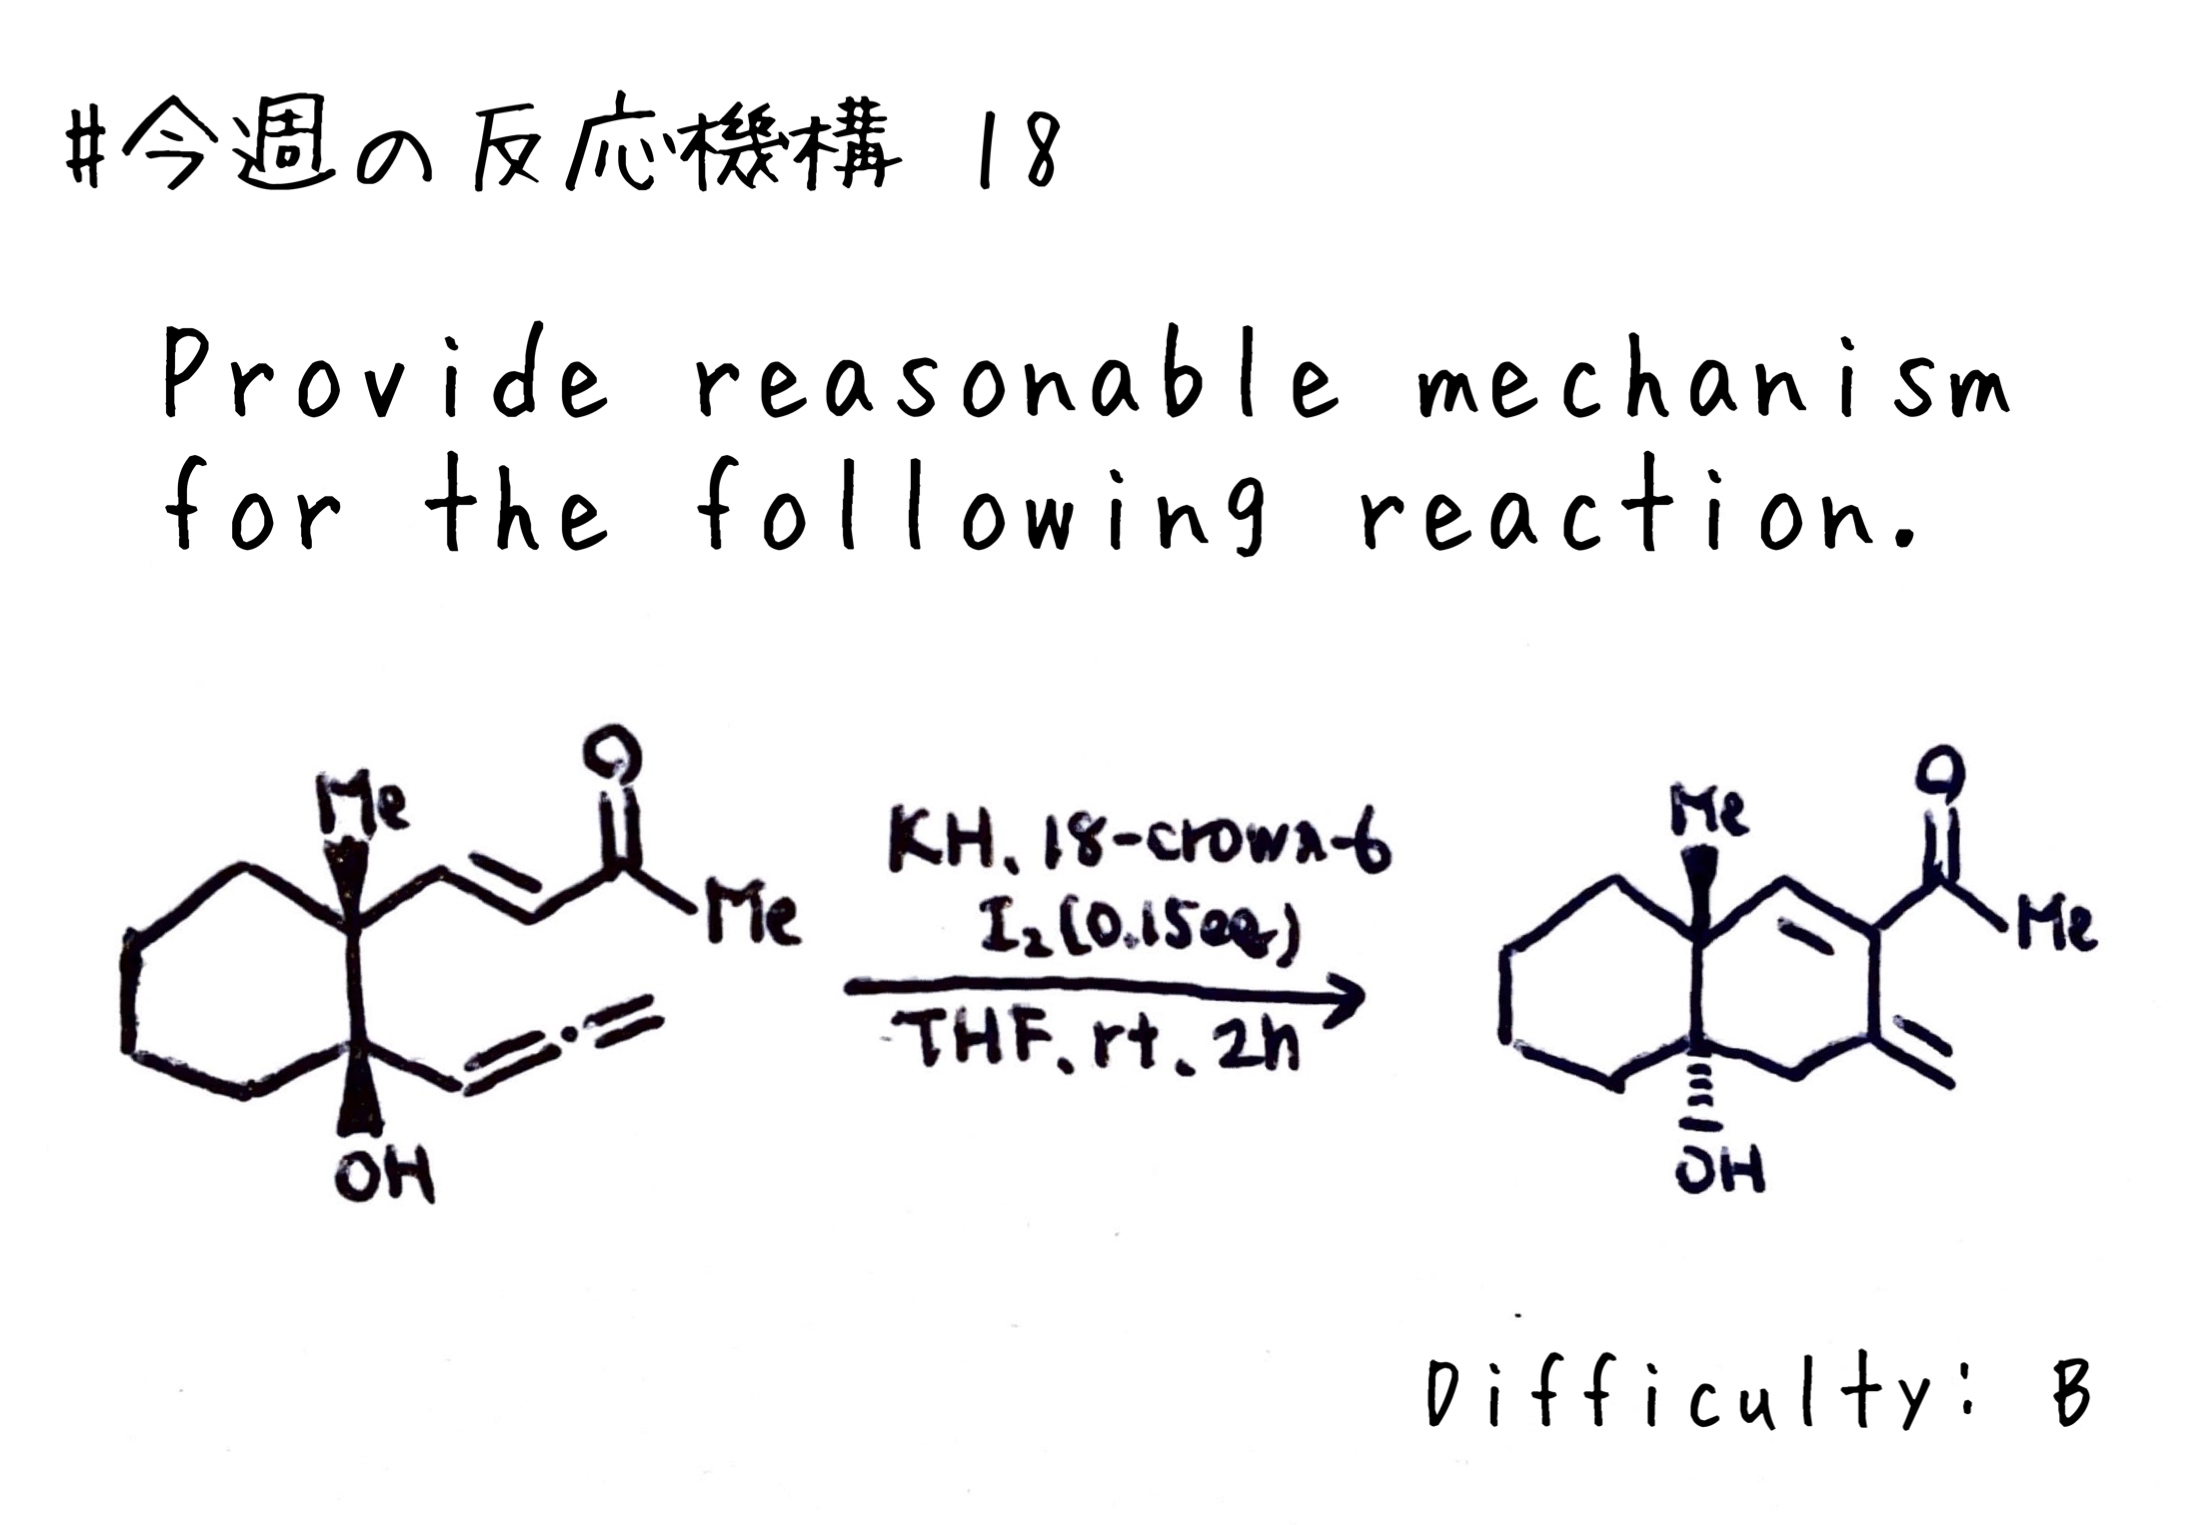 #今週の反応機構 18
Provide reasonable mechanism
for the following reaction.
O
Me
Me
OH
KH, 18-crown-6
I₂ (0.15eq)
THF, rt, 2h
O
Me
Me
OH
Difficulty: B